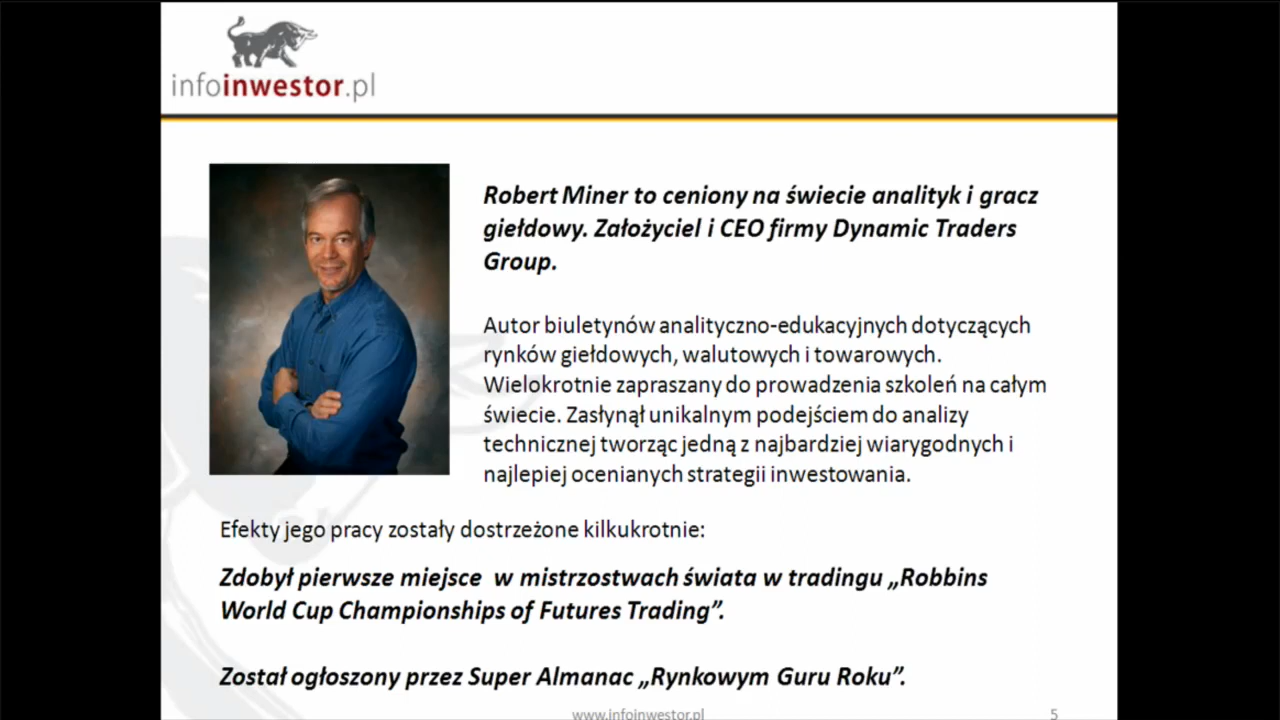 infoinwestor.pl
Robert Miner to ceniony na świecie analityk i gracz
giełdowy. Założyciel i CEO firmy Dynamic Traders
Group.
Autor biuletynów analityczno-edukacyjnych dotyczących
rynków giełdowych, walutowych i towarowych.
Wielokrotnie zapraszany do prowadzenia szkoleń na całym
świecie. Zasłynął unikalnym podejściem do analizy
technicznej tworząc jedną z najbardziej wiarygodnych i
najlepiej ocenianych strategii inwestowania.
Efekty jego pracy zostały dostrzeżone kilkukrotnie:
Zdobył pierwsze miejsce w mistrzostwach świata w tradingu „Robbins
World Cup Championships of Futures Trading”.
Został ogłoszony przez Super Almanac „Rynkowym Guru Roku”.
www.infoinwestor.pl
5